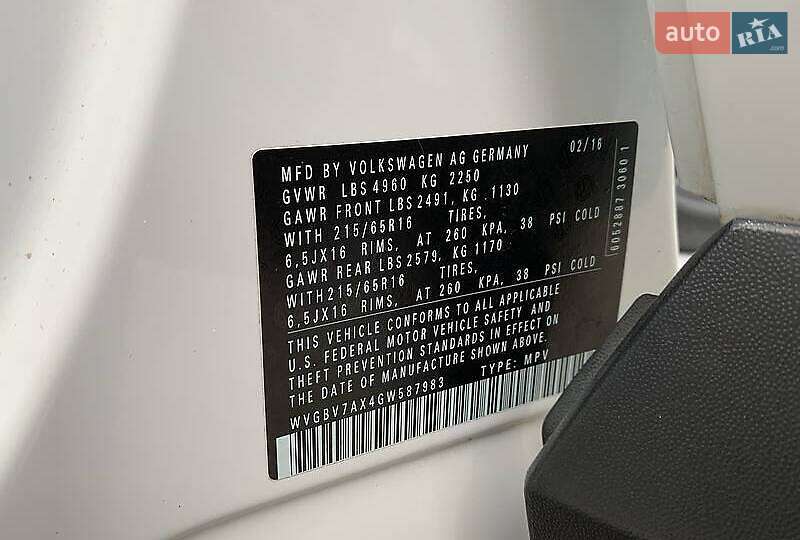 auto RIA .com
MFD BY VOLKSWAGEN AG GERMANY 02/16
GVWR LBS 4960 KG 2250
GAWR FRONT LBS 2491, KG .1130
WITH 215/65R16 TIRES,
6,5JX16 RIMS, AT 260 KPA, 38 PSI COLD
GAWR REAR LBS 2579, KG 1170
WITH215/65R16 TIRES,
6,5JX16 RIMS, AT 260 KPA, 38 PSI COLD
THIS VEHICLE CONFORMS TO ALL APPLICABLE
U.S. FEDERAL MOTOR VEHICLE SAFETY AND
THEFT PREVENTION STANDARDS IN EFFECT ON
THE DATE OF MANUFACTURE SHOWN ABOVE.
WVGBV7AX4GW587983 TYPE: MPV
6052887 3060 1